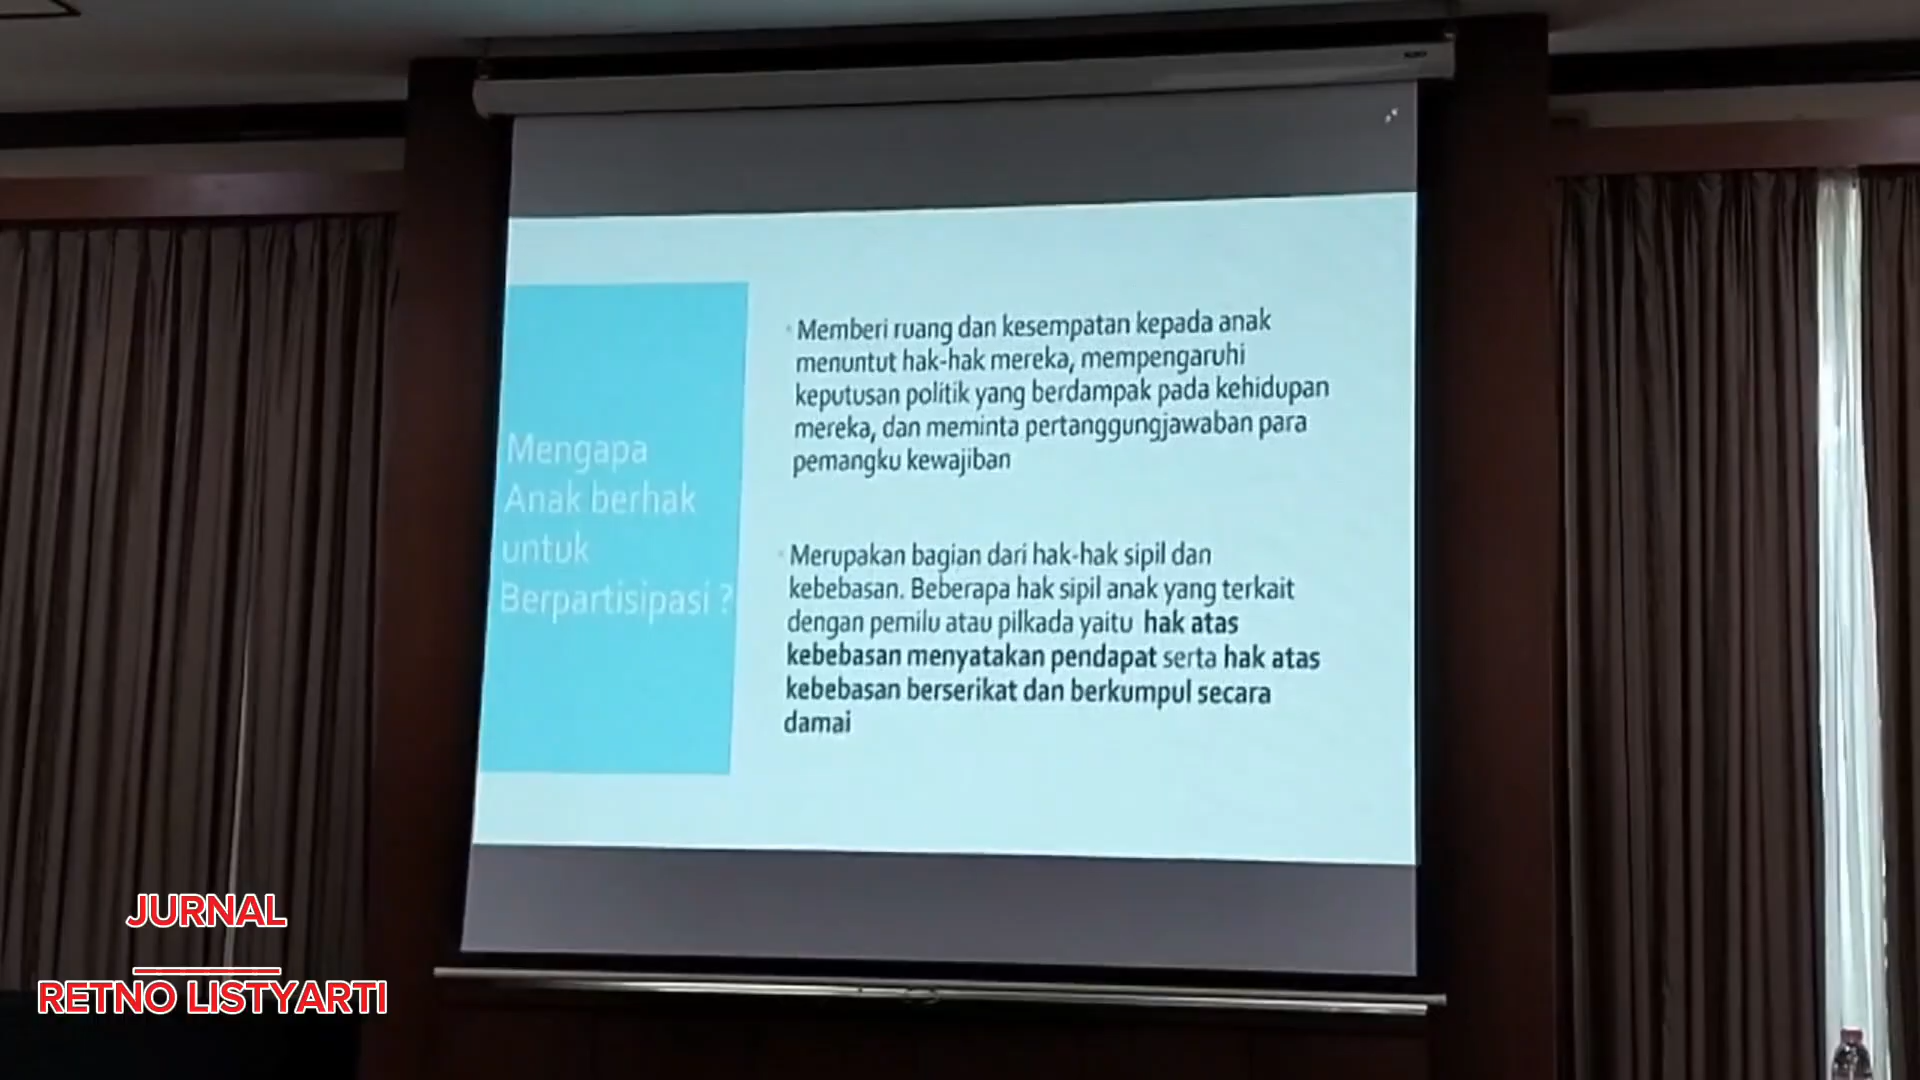 Mengapa
Anak berhak
untuk
Berpartisipasi ?
Memberi ruang dan kesempatan kepada anak
menuntut hak-hak mereka, mempengaruhi
keputusan politik yang berdampak pada kehidupan
mereka, dan meminta pertanggungjawaban para
pemangku kewajiban
Merupakan bagian dari hak-hak sipil dan
kebebasan. Beberapa hak sipil anak yang terkait
dengan pemilu atau pilkada yaitu hak atas
kebebasan menyatakan pendapat serta hak atas
kebebasan berserikat dan berkumpul secara
damai
JURNAL
RETNO LISTYARTI